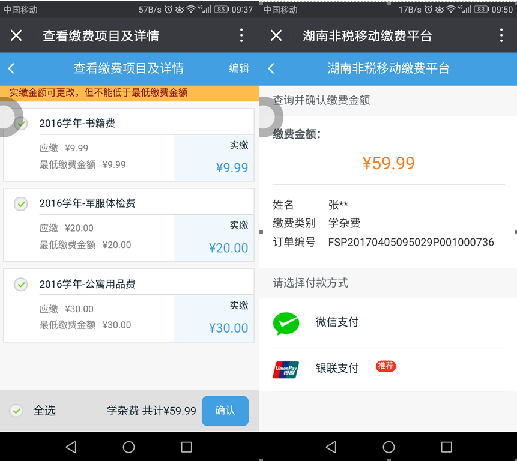 中国移动 57B/s 09:37
查看缴费项目及详情
查看缴费项目及详情 编辑
实缴金额可更改，但不能低于最低缴费金额
2016学年-书籍费
应缴 ¥9.99 实缴
最低缴费金额 ¥9.99 ¥9.99
2016学年-军服体检费
应缴 ¥20.00 实缴
最低缴费金额 ¥20.00 ¥20.00
2016学年-公寓用品费
应缴 ¥30.00 实缴
最低缴费金额 ¥30.00 ¥30.00
全选 学杂费 共计¥59.99 确认
中国移动 17B/s 09:50
湖南非税移动缴费平台
湖南非税移动缴费平台
查询并确认缴费金额
缴费金额：
¥59.99
姓名 张**
缴费类别 学杂费
订单编号 FSP20170405095029P001000736
请选择付款方式
微信支付
UnionPay 银联 银联支付 推荐